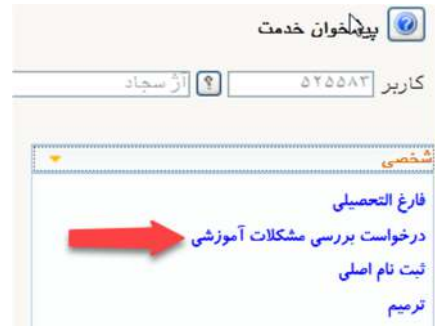 پیشخوان خدمت
کاربر ۵۲۵۵۸۳ ? آژ سجاد
شخصی
فارغ التحصیلی
درخواست بررسی مشکلات آموزشی
ثبت نام اصلی
ترمیم